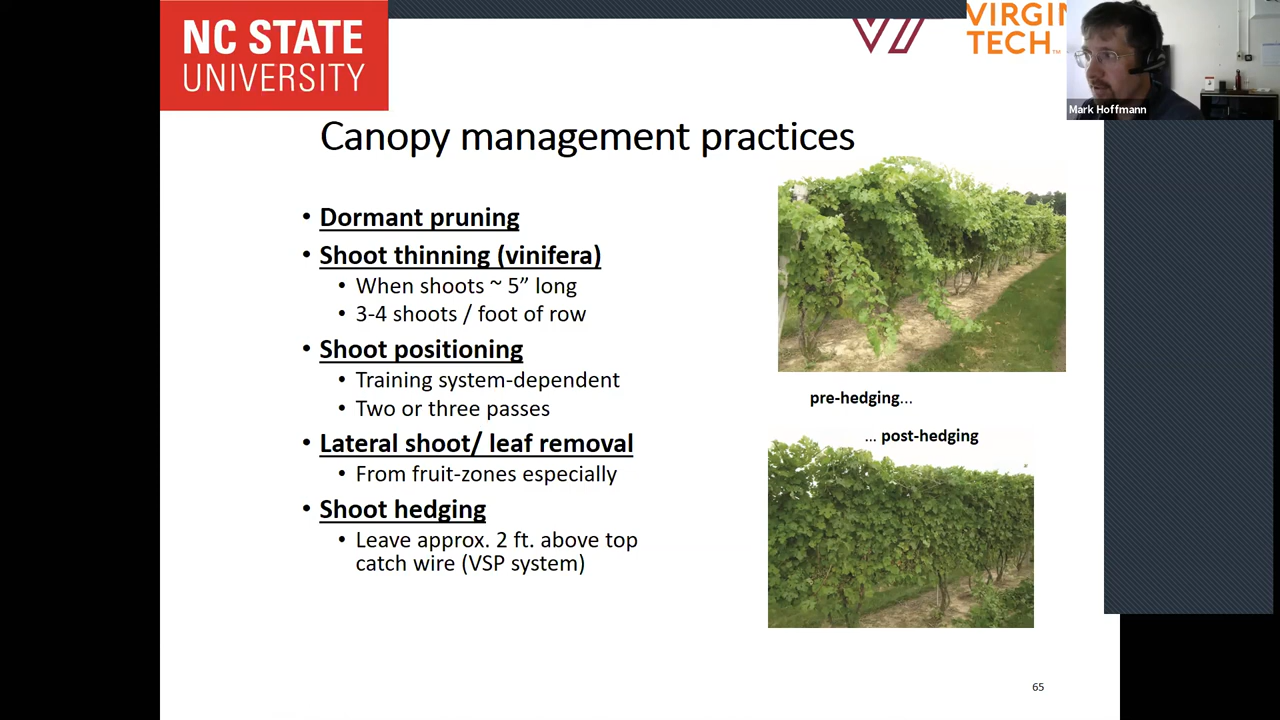 NC STATE
UNIVERSITY
VIRGIN
TECH™
Mark Hoffmann
Canopy management practices
• Dormant pruning
• Shoot thinning (vinifera)
• When shoots ~ 5” long
• 3-4 shoots / foot of row
• Shoot positioning
• Training system-dependent
• Two or three passes
• Lateral shoot/ leaf removal
• From fruit-zones especially
• Shoot hedging
• Leave approx. 2 ft. above top
catch wire (VSP system)
pre-hedging...
... post-hedging
65